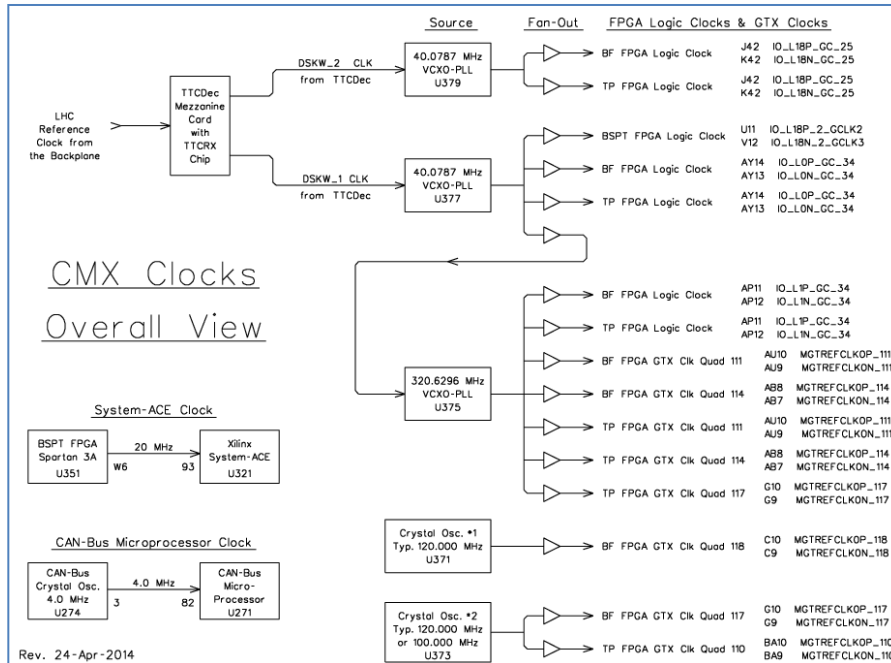 Source Fan-Out FPGA Logic Clocks & GTX Clocks
DSKW_2 CLK
from TTCDec
40.0787 MHz
VCXO-PLL
U379
BF FPGA Logic Clock
J42 IO_L18P_GC_25
K42 IO_L18N_GC_25
TP FPGA Logic Clock
J42 IO_L18P_GC_25
K42 IO_L18N_GC_25
LHC
Reference
Clock from
the Backplane
TTCDec
Mezzanine
Card
with
TTCRX
Chip
DSKW_1 CLK
from TTCDec
40.0787 MHz
VCXO-PLL
U377
BSPT FPGA Logic Clock
U11 IO_L18P_2_GCLK2
V12 IO_L18N_2_GCLK3
BF FPGA Logic Clock
AY14 IO_L0P_GC_34
AY13 IO_L0N_GC_34
TP FPGA Logic Clock
AY14 IO_L0P_GC_34
AY13 IO_L0N_GC_34
CMX Clocks
Overall View
320.6296 MHz
VCXO-PLL
U375
BF FPGA Logic Clock
AP11 IO_L1P_GC_34
AP12 IO_L1N_GC_34
TP FPGA Logic Clock
AP11 IO_L1P_GC_34
AP12 IO_L1N_GC_34
BF FPGA GTX Clk Quad 111
AU10 MGTREFCLK0P_111
AU9 MGTREFCLK0N_111
BF FPGA GTX Clk Quad 114
AB8 MGTREFCLK0P_114
AB7 MGTREFCLK0N_114
TP FPGA GTX Clk Quad 111
AU10 MGTREFCLK0P_111
AU9 MGTREFCLK0N_111
TP FPGA GTX Clk Quad 114
AB8 MGTREFCLK0P_114
AB7 MGTREFCLK0N_114
TP FPGA GTX Clk Quad 117
G10 MGTREFCLK0P_117
G9 MGTREFCLK0N_117
System-ACE Clock
BSPT FPGA
Spartan 3A
U351
20 MHz
W6 93
Xilinx
System-ACE
U321
CAN-Bus Microprocessor Clock
CAN-Bus
Crystal Osc.
4.0 MHz
U274
4.0 MHz
3 82
CAN-Bus
Micro-
Processor
U271
Crystal Osc. *1
Typ. 120.000 MHz
U371
BF FPGA GTX Clk Quad 118
C10 MGTREFCLK0P_118
C9 MGTREFCLK0N_118
Crystal Osc. *2
Typ. 120.000 MHz
or 100.000 MHz
U373
BF FPGA GTX Clk Quad 117
G10 MGTREFCLK0P_117
G9 MGTREFCLK0N_117
TP FPGA GTX Clk Quad 110
BA10 MGTREFCLK0P_110
BA9 MGTREFCLK0N_110
Rev. 24-Apr-2014